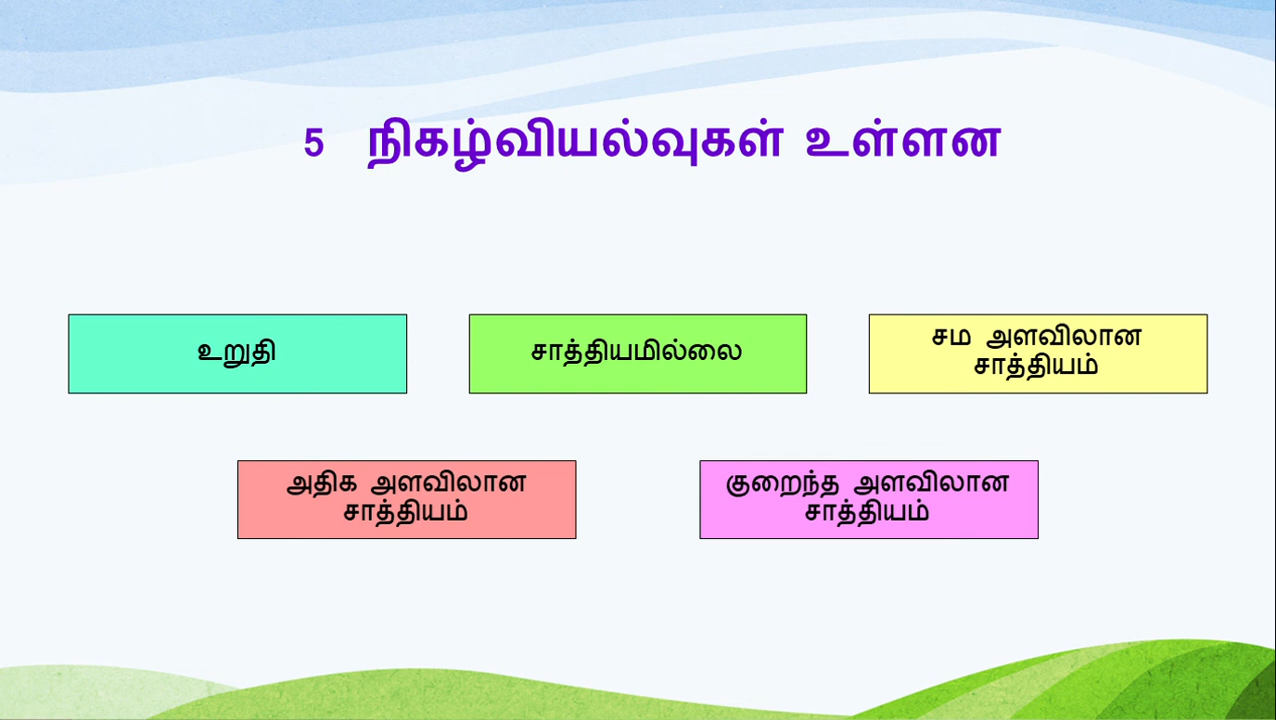 5 நிகழ்வியல்வுகள் உள்ளன
உறுதி
சாத்தியமில்லை
சம அளவிலான
சாத்தியம்
அதிக அளவிலான
சாத்தியம்
குறைந்த அளவிலான
சாத்தியம்